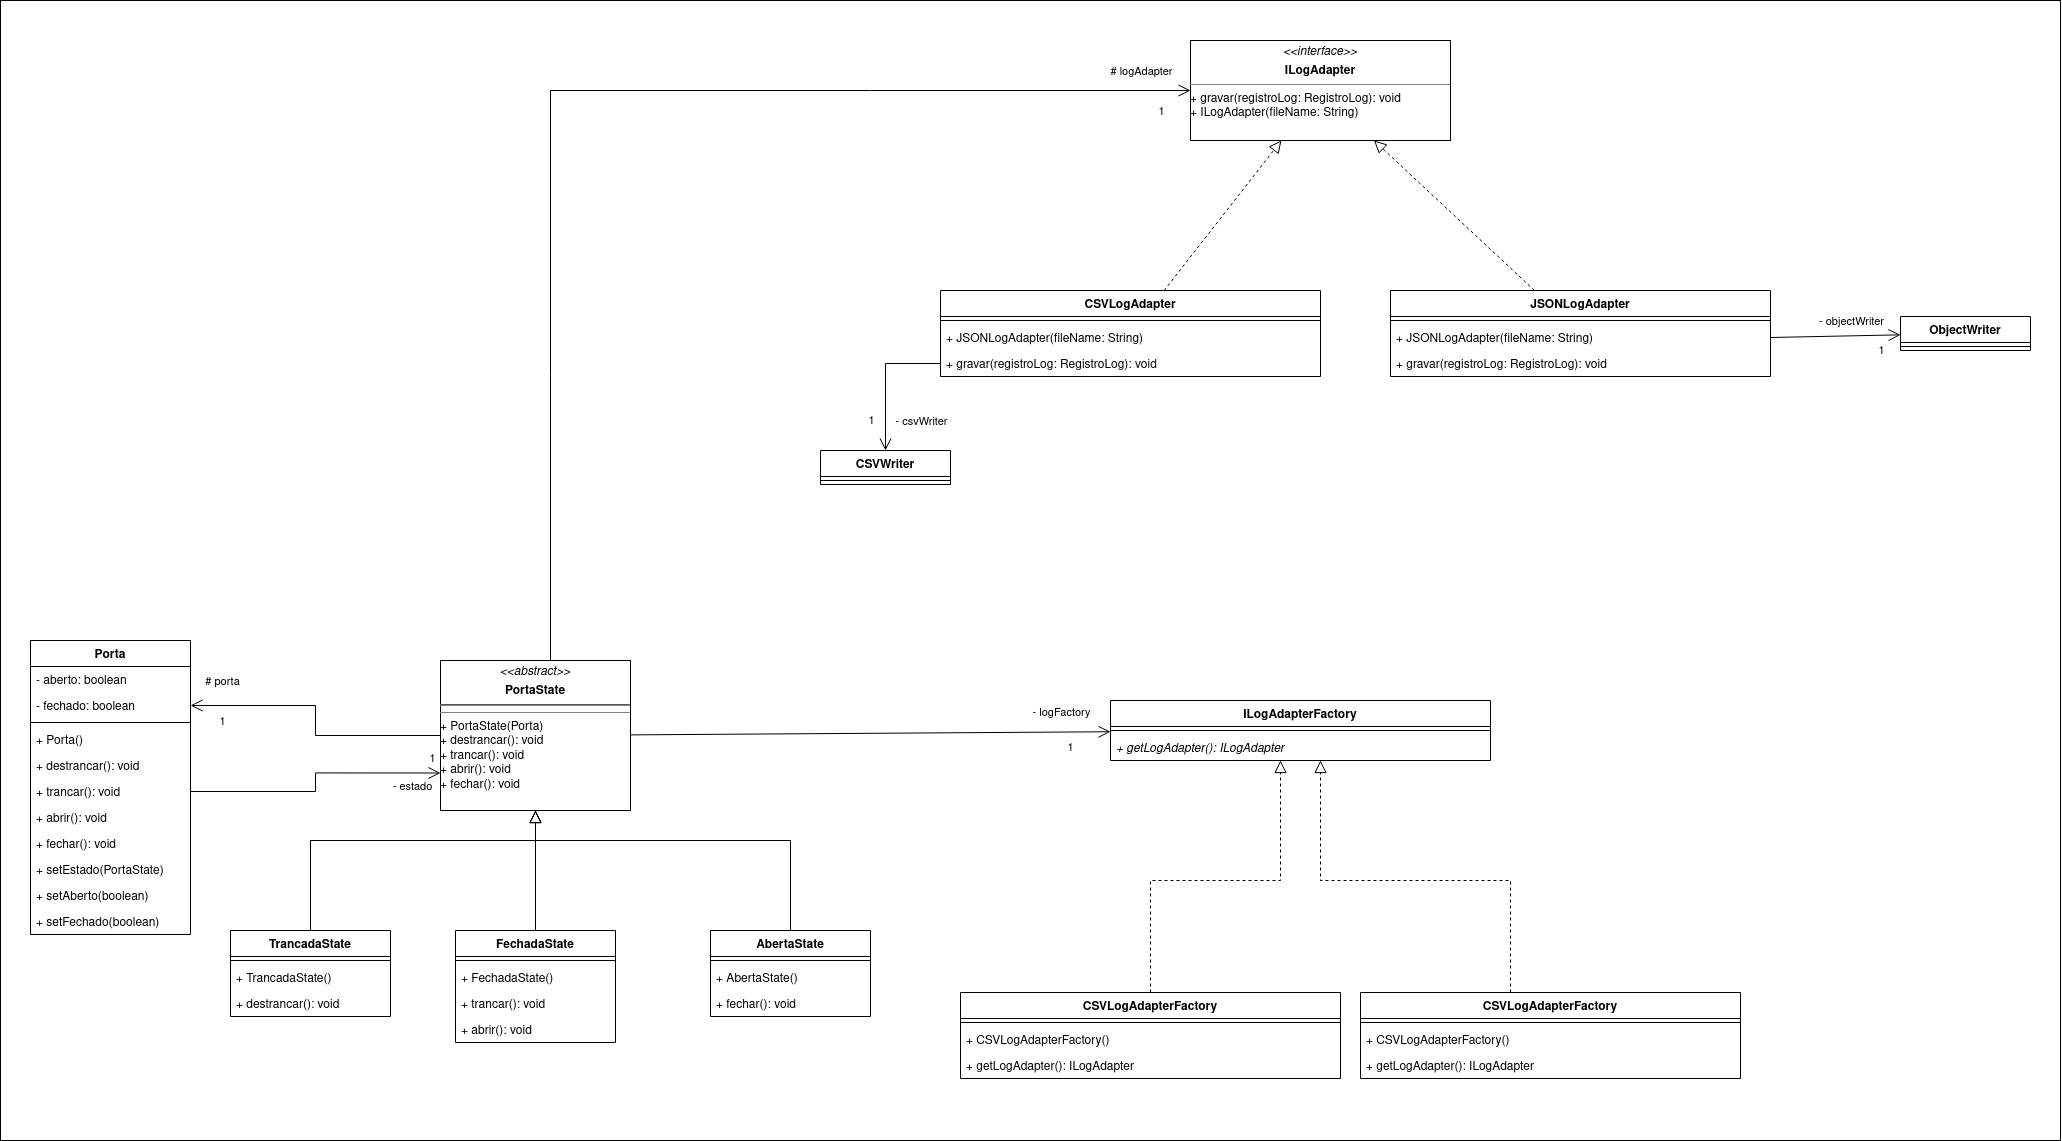 <<interface>>
ILogAdapter
+ gravar(registroLog: RegistroLog): void
+ ILogAdapter(fileName: String)
# logAdapter
1
CSVLogAdapter
+ JSONLogAdapter(fileName: String)
+ gravar(registroLog: RegistroLog): void
JSONLogAdapter
+ JSONLogAdapter(fileName: String)
+ gravar(registroLog: RegistroLog): void
- objectWriter
1
ObjectWriter
1
- csvWriter
CSVWriter
Porta
- aberto: boolean
- fechado: boolean
+ Porta()
+ destrancar(): void
+ trancar(): void
+ abrir(): void
+ fechar(): void
+ setEstado(PortaState)
+ setAberto(boolean)
+ setFechado(boolean)
# porta
1
1
- estado
<<abstract>>
PortaState
+ PortaState(Porta)
+ destrancar(): void
+ trancar(): void
+ abrir(): void
+ fechar(): void
- logFactory
1
ILogAdapterFactory
+ getLogAdapter(): ILogAdapter
TrancadaState
+ TrancadaState()
+ destrancar(): void
FechadaState
+ FechadaState()
+ trancar(): void
+ abrir(): void
AbertaState
+ AbertaState()
+ fechar(): void
CSVLogAdapterFactory
+ CSVLogAdapterFactory()
+ getLogAdapter(): ILogAdapter
CSVLogAdapterFactory
+ CSVLogAdapterFactory()
+ getLogAdapter(): ILogAdapter